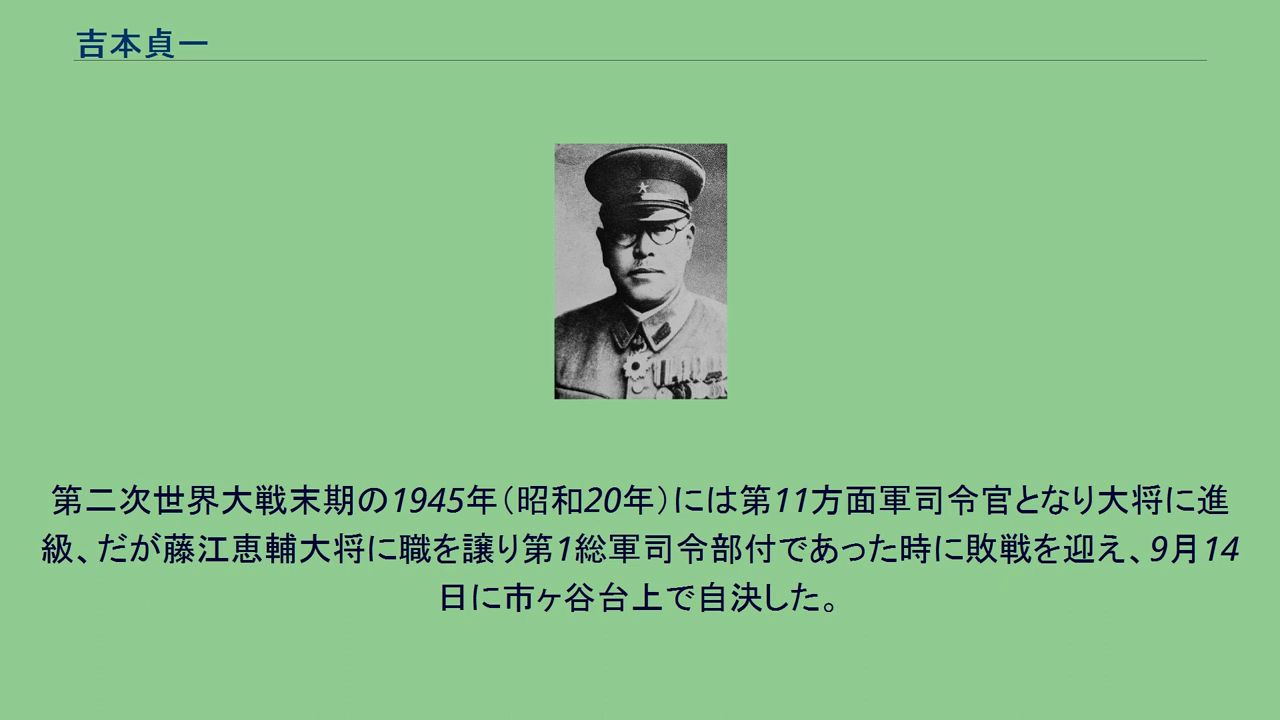 吉本貞一
第二次世界大戦末期の1945年（昭和20年）には第11方面軍司令官となり大将に進
級、だが藤江恵輔大将に職を譲り第1総軍司令部付であった時に敗戦を迎え、9月14
日に市ヶ谷台上で自決した。